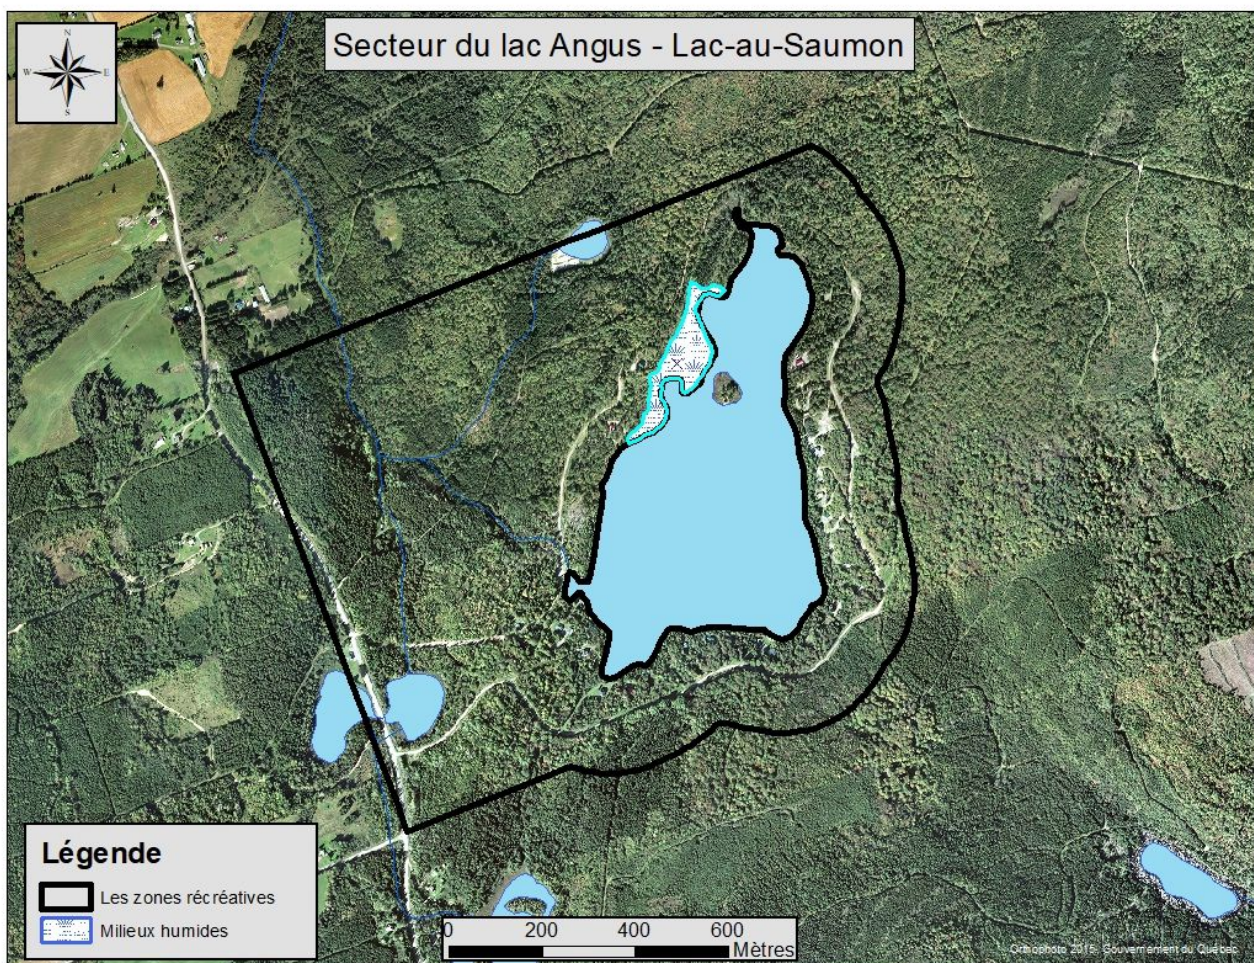 Secteur du lac Angus - Lac-au-Saumon
N
W E
S
Légende
Les zones récréatives
Milieux humides
0 200 400 600
Mètres
Orthophoto 2015, Gouvernement du Québec